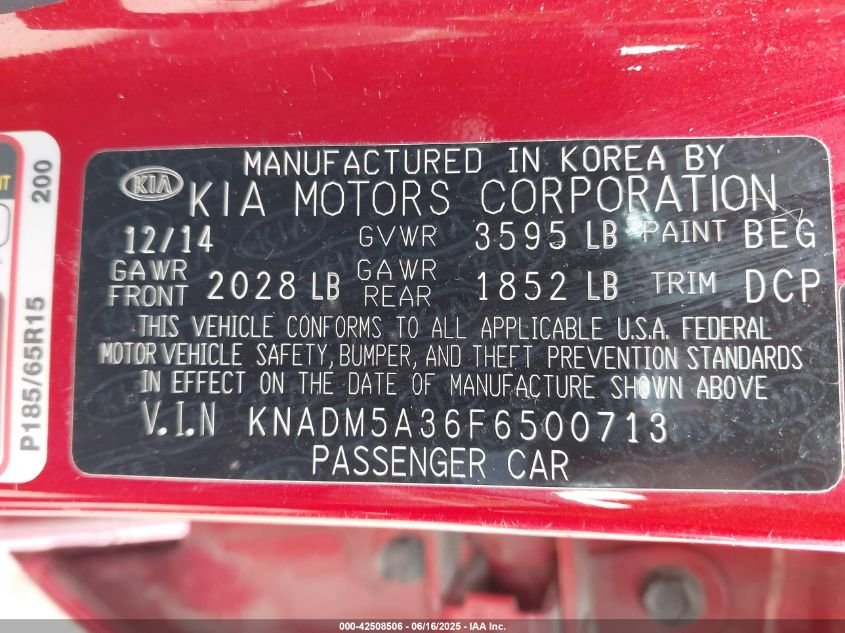 MANUFACTURED IN KOREA BY
KIA KIA MOTORS CORPORATION
12/14 GVWR 3595 LB PAINT BEG
GAWR FRONT 2028 LB GAWR REAR 1852 LB TRIM DCP
THIS VEHICLE CONFORMS TO ALL APPLICABLE U.S.A. FEDERAL
MOTOR VEHICLE SAFETY, BUMPER, AND THEFT PREVENTION STANDARDS
IN EFFECT ON THE DATE OF MANUFACTURE SHOWN ABOVE
V.I.N KNADM5A36F6500713
PASSENGER CAR
200
P185/65R15
000-42508506 - 06/16/2025 - IAA Inc.